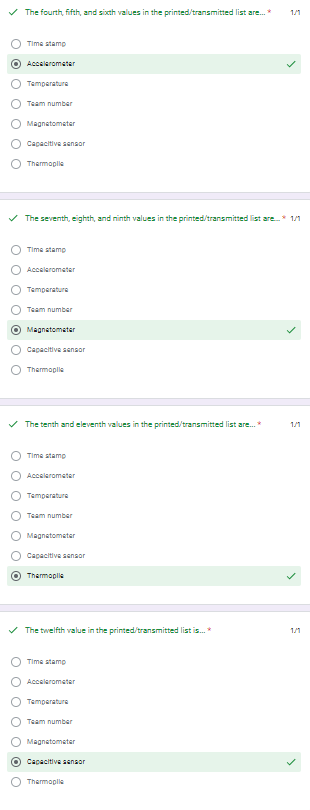 The fourth, fifth, and sixth values in the printed/transmitted list are... * 1/1
Time stamp
Accelerometer
Temperature
Team number
Magnetometer
Capacitive sensor
Thermopile
The seventh, eighth, and ninth values in the printed/transmitted list are... * 1/1
Time stamp
Accelerometer
Temperature
Team number
Magnetometer
Capacitive sensor
Thermopile
The tenth and eleventh values in the printed/transmitted list are... * 1/1
Time stamp
Accelerometer
Temperature
Team number
Magnetometer
Capacitive sensor
Thermopile
The twelfth value in the printed/transmitted list is... * 1/1
Time stamp
Accelerometer
Temperature
Team number
Magnetometer
Capacitive sensor
Thermopile